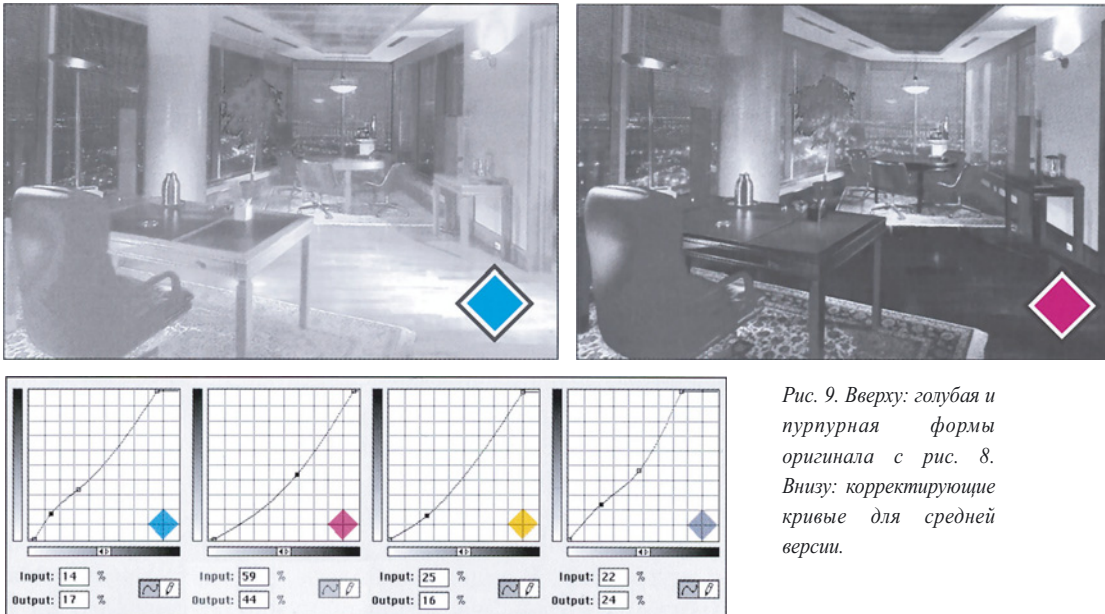 Рис. 9. Вверху: голубая и
пурпурная формы
оригинала с рис. 8.
Внизу: корректирующие
кривые для средней
версии.
Input: 14 %
Output: 17 %
Input: 59 %
Output: 44 %
Input: 25 %
Output: 16 %
Input: 22 %
Output: 24 %